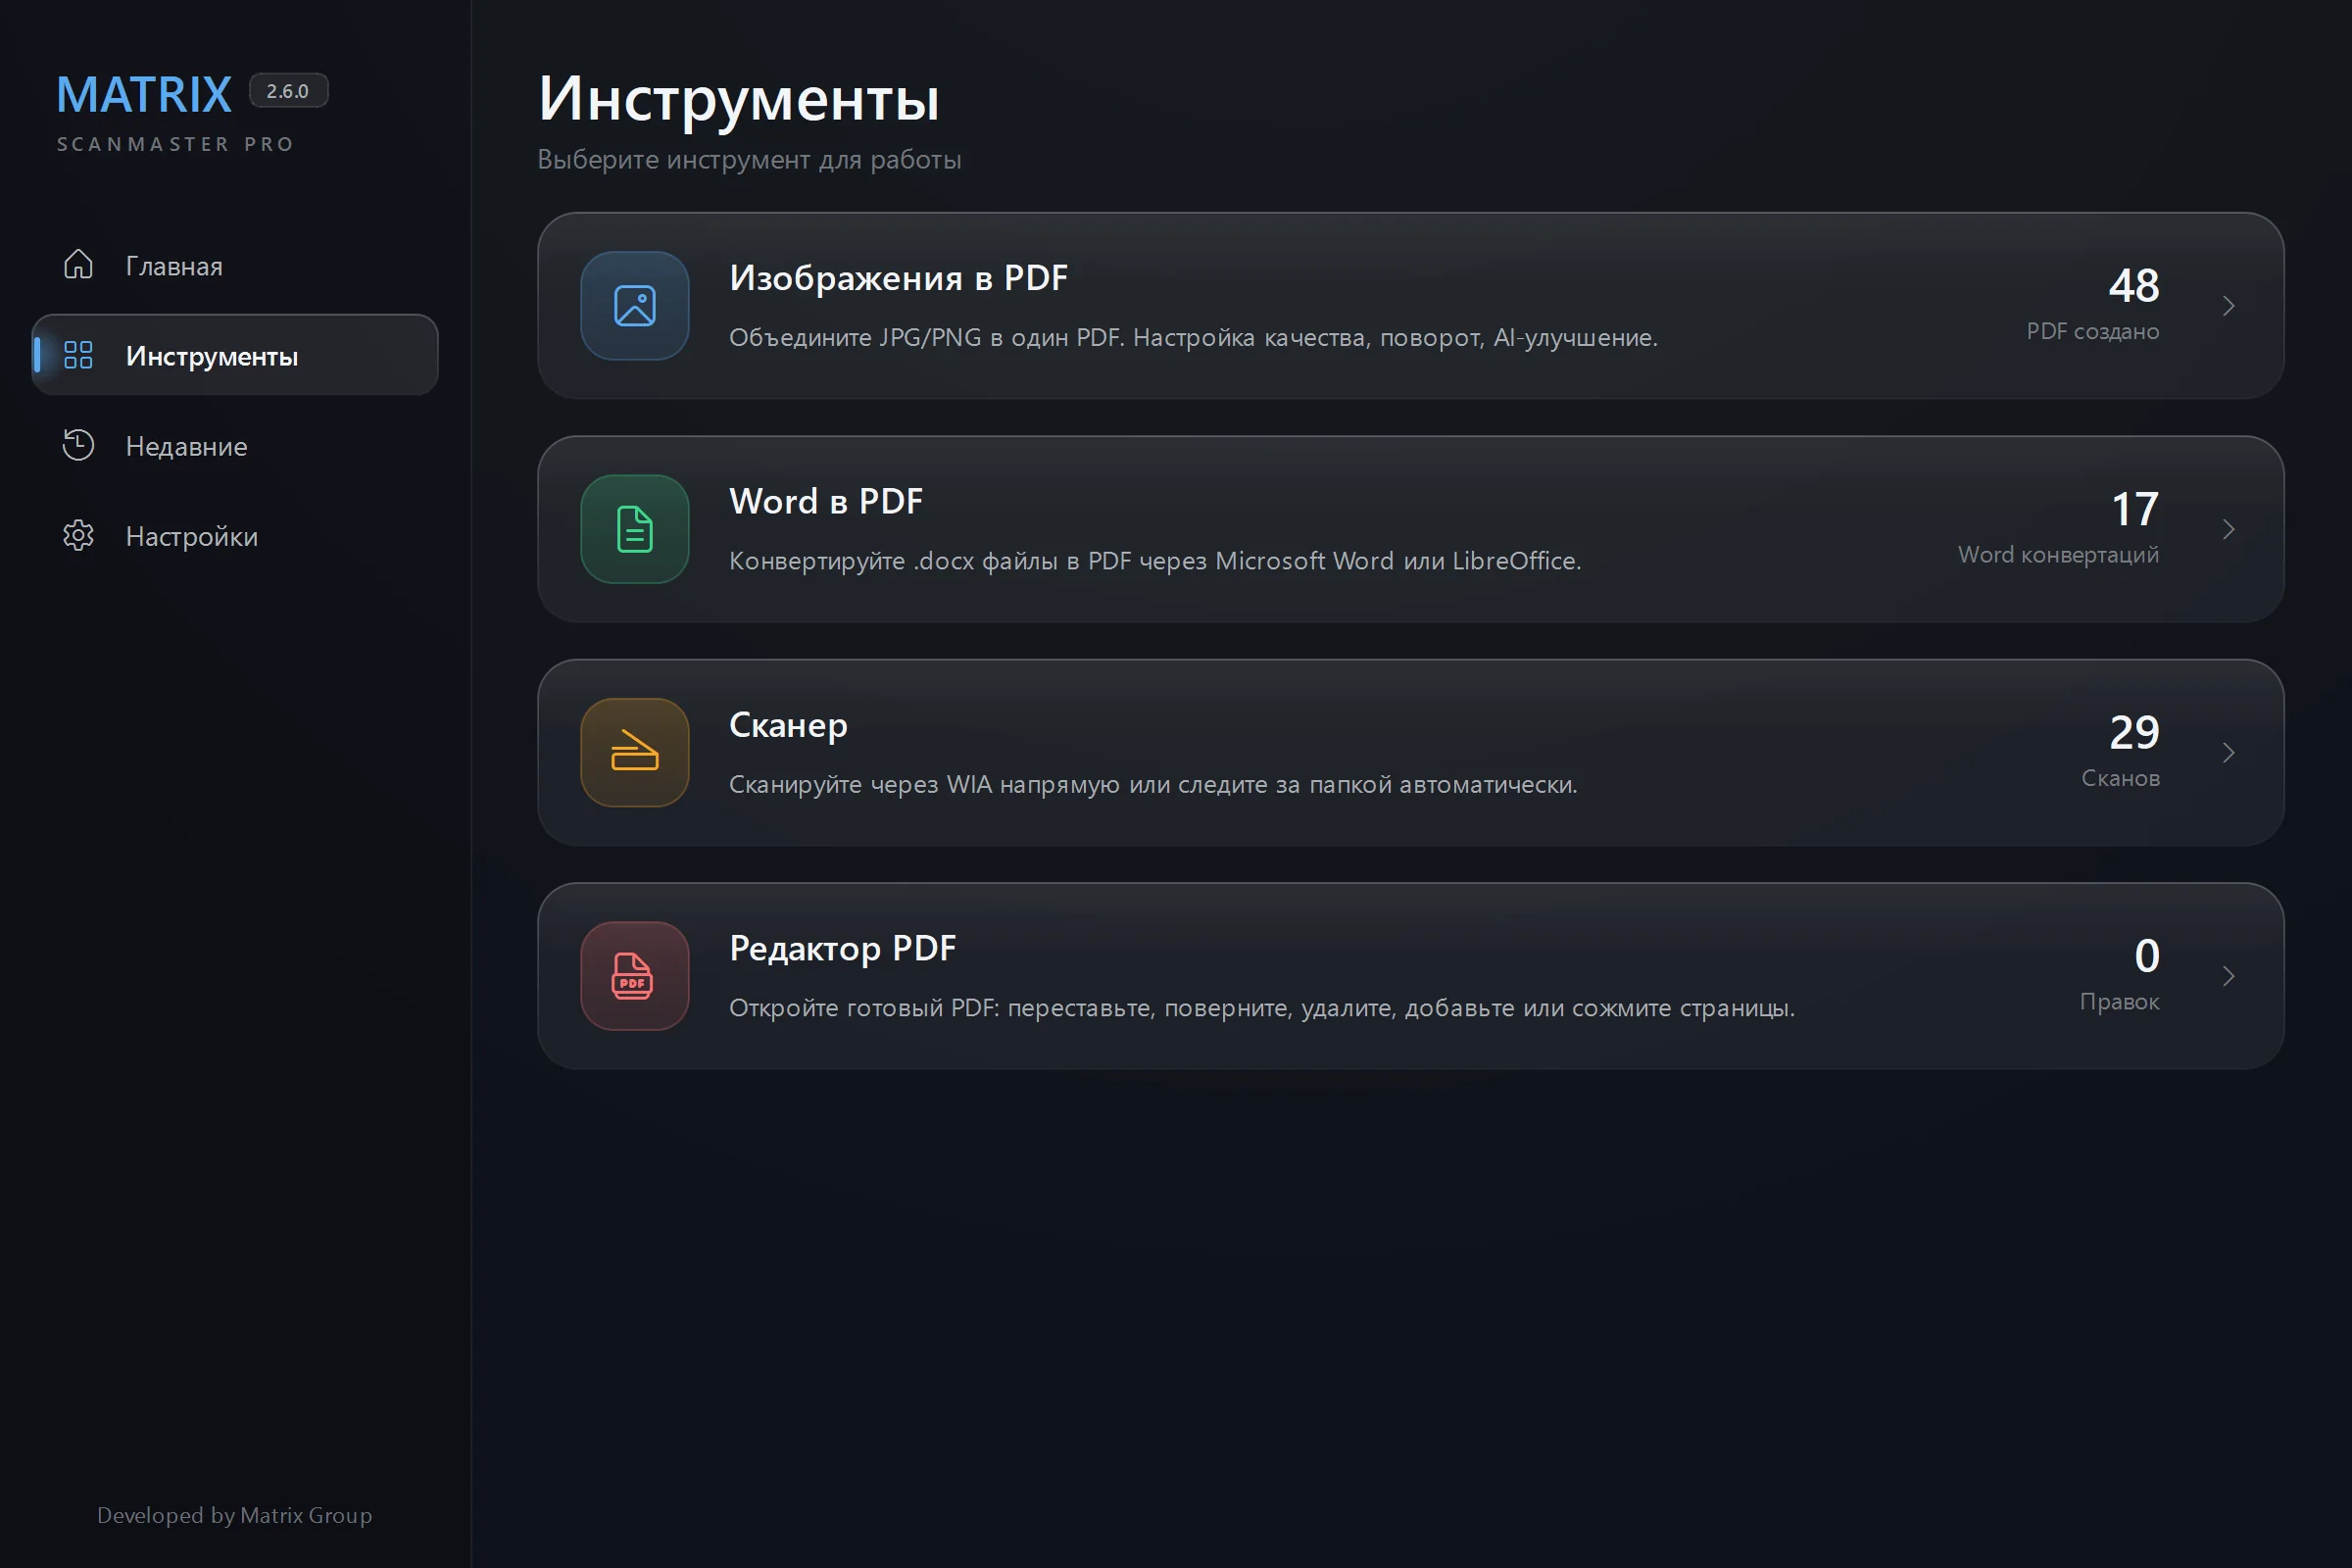 MATRIX 2.6.0
SCANMASTER PRO
Главная
Инструменты
Недавние
Настройки
Developed by Matrix Group
Инструменты
Выберите инструмент для работы
Изображения в PDF
Объедините JPG/PNG в один PDF. Настройка качества, поворот, AI-улучшение.
48
PDF создано
Word в PDF
Конвертируйте .docx файлы в PDF через Microsoft Word или LibreOffice.
17
Word конвертаций
Сканер
Сканируйте через WIA напрямую или следите за папкой автоматически.
29
Сканов
PDF
Редактор PDF
Откройте готовый PDF: переставьте, поверните, удалите, добавьте или сожмите страницы.
0
Правок